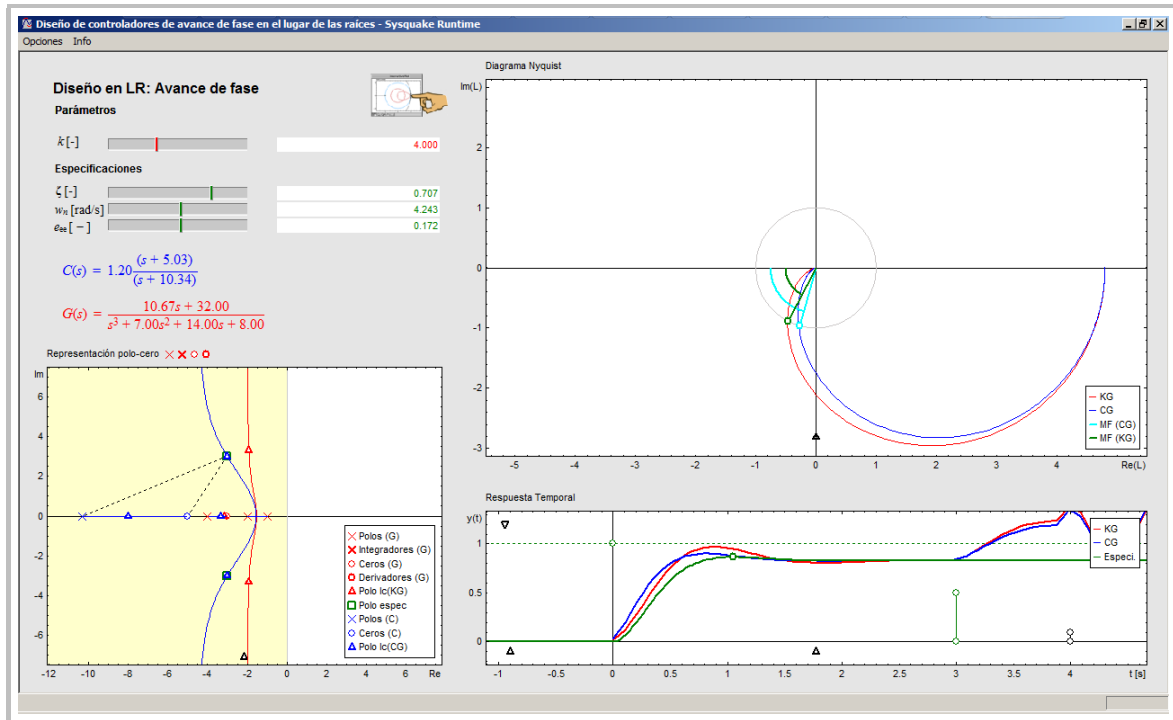 Diseño de controladores de avance de fase en el lugar de las raíces - Sysquake Runtime
Opciones Info
Diseño en LR: Avance de fase
Parámetros
k [-] 4.000
Especificaciones
ζ [-] 0.707
wn [rad/s] 4.243
eee [ − ] 0.172
C(s) = 1.20 (s + 5.03) / (s + 10.34)
G(s) = 10.67s + 32.00 / s³ + 7.00s² + 14.00s + 8.00
Representación polo-cero
Im
6
4
2
0
-2
-4
-6
-12 -10 -8 -6 -4 -2 0 2 4 6 Re
Polos (G)
Integradores (G)
Ceros (G)
Derivadores (G)
Polo lc(KG)
Polo espec
Polos (C)
Ceros (C)
Polo lc(CG)
Diagrama Nyquist
Im(L)
2
1
0
-1
-2
-3
-5 -4 -3 -2 -1 0 1 2 3 4 Re(L)
KG
CG
MF (CG)
MF (KG)
Respuesta Temporal
y(t)
1
0.5
0
-1 -0.5 0 0.5 1 1.5 2 2.5 3 3.5 4 t [s]
KG
CG
Especi.